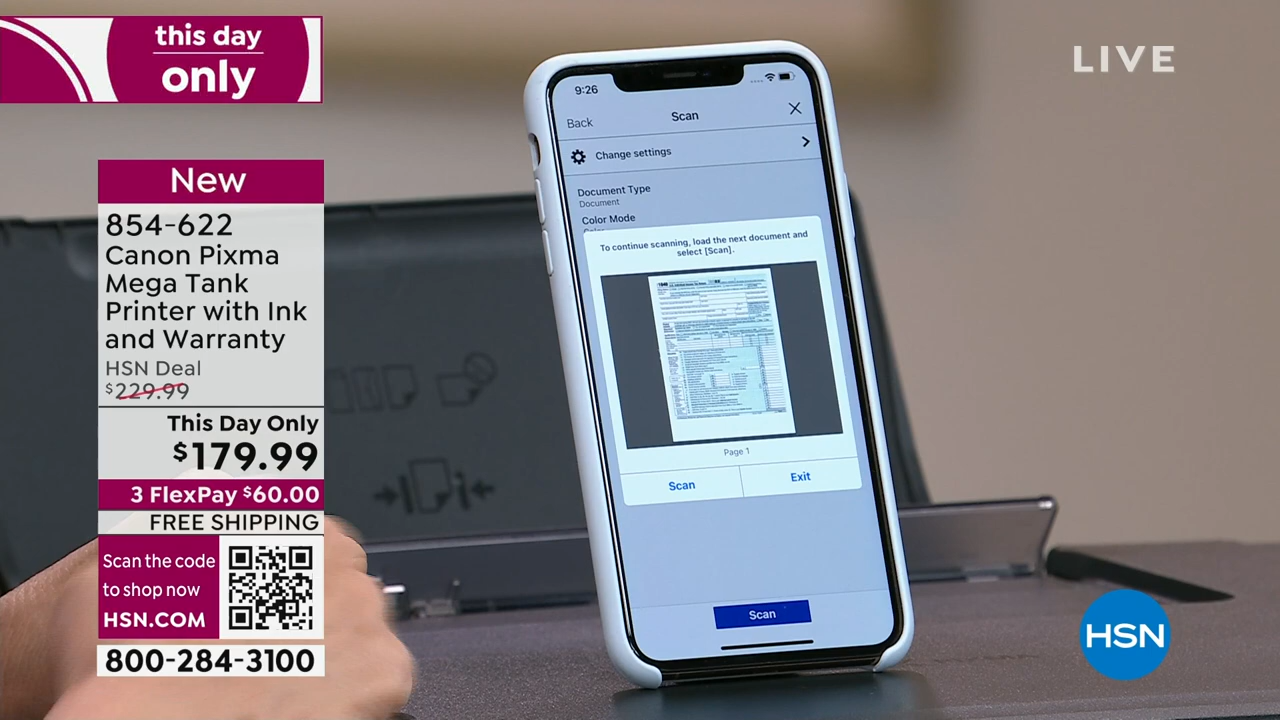 this day
only
LIVE
New
854-622
Canon Pixma
Mega Tank
Printer with Ink
and Warranty
HSN Deal
$229.99
This Day Only
$179.99
3 FlexPay $60.00
FREE SHIPPING
Scan the code
to shop now
HSN.COM
800-284-3100
9:26
Back
Scan
Change settings
Document Type
Document
Color Mode
To continue scanning, load the next document and
select [Scan].
1040
Page 1
Scan
Exit
Scan
HSN